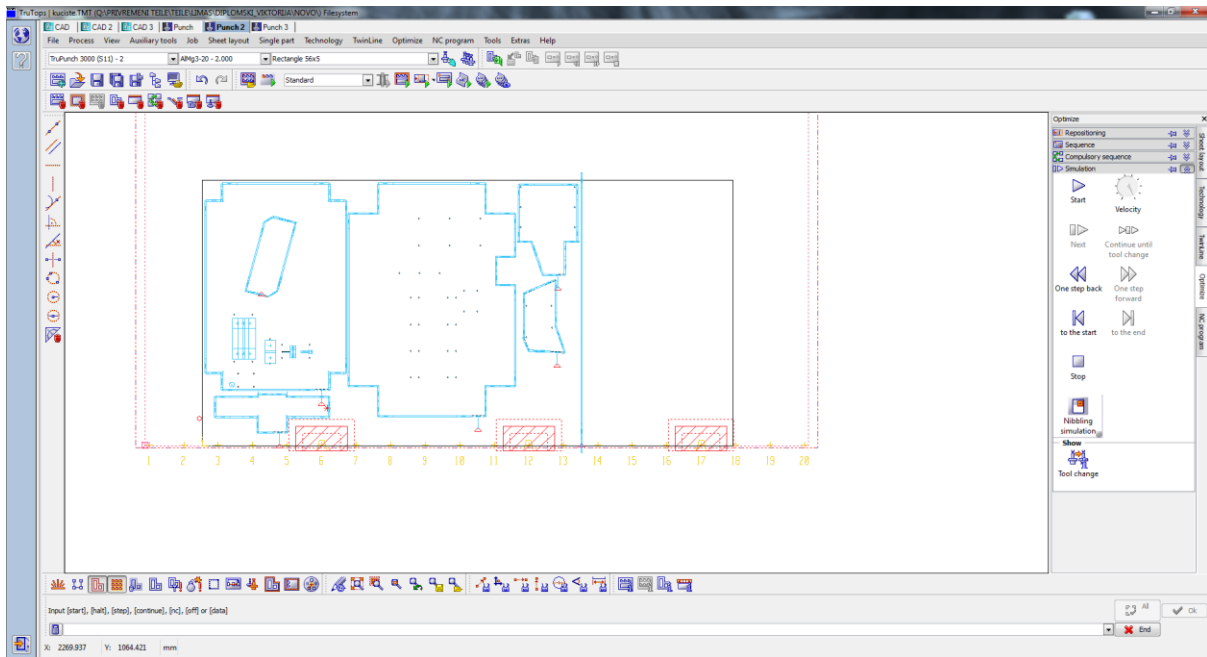 TruTops | kuciste.TMT (Q:\PRIVREMENI TEILE\TEILE\LIMAS\DIPLOMSKI_VIKTORIJA\NOVO\) Filesystem
CAD CAD 2 CAD 3 Punch Punch 2 Punch 3
File Process View Auxiliary tools Job Sheet layout Single part Technology TwinLine Optimize NC program Tools Extras Help
TruPunch 3000 (S11) - 2 AlMg3-20 - 2.000 Rectangle 56x5
Standard
Optimize
Repositioning
Sequence
Compulsory sequence
Simulation
Start Velocity
Next Continue until
tool change
One step back One step
forward
to the start to the end
Stop
Nibbling
simulation
Show
Tool change
Sheet layout
Technology
TwinLine
Optimize
NC program
1 2 3 4 5 6 7 8 9 10 11 12 13 14 15 16 17 18 19 20
Input [start], [halt], [step], [continue], [nc], [off] or [data]
All Ok
End
X: 2269.937 Y: 1064.421 mm